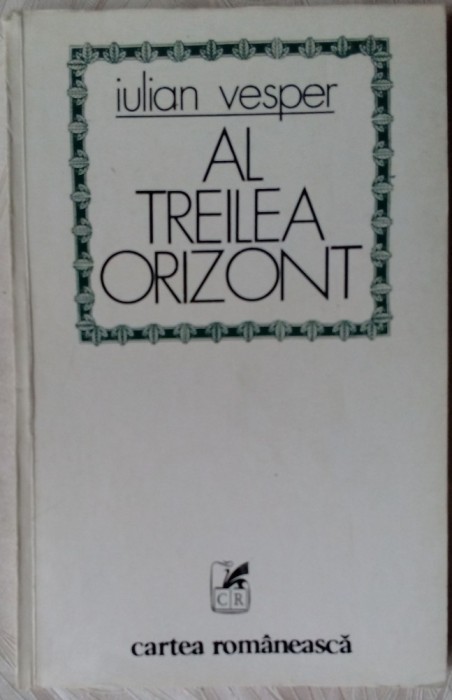 iulian vesper
AL
TREILEA
ORIZONT
CR
cartea românească